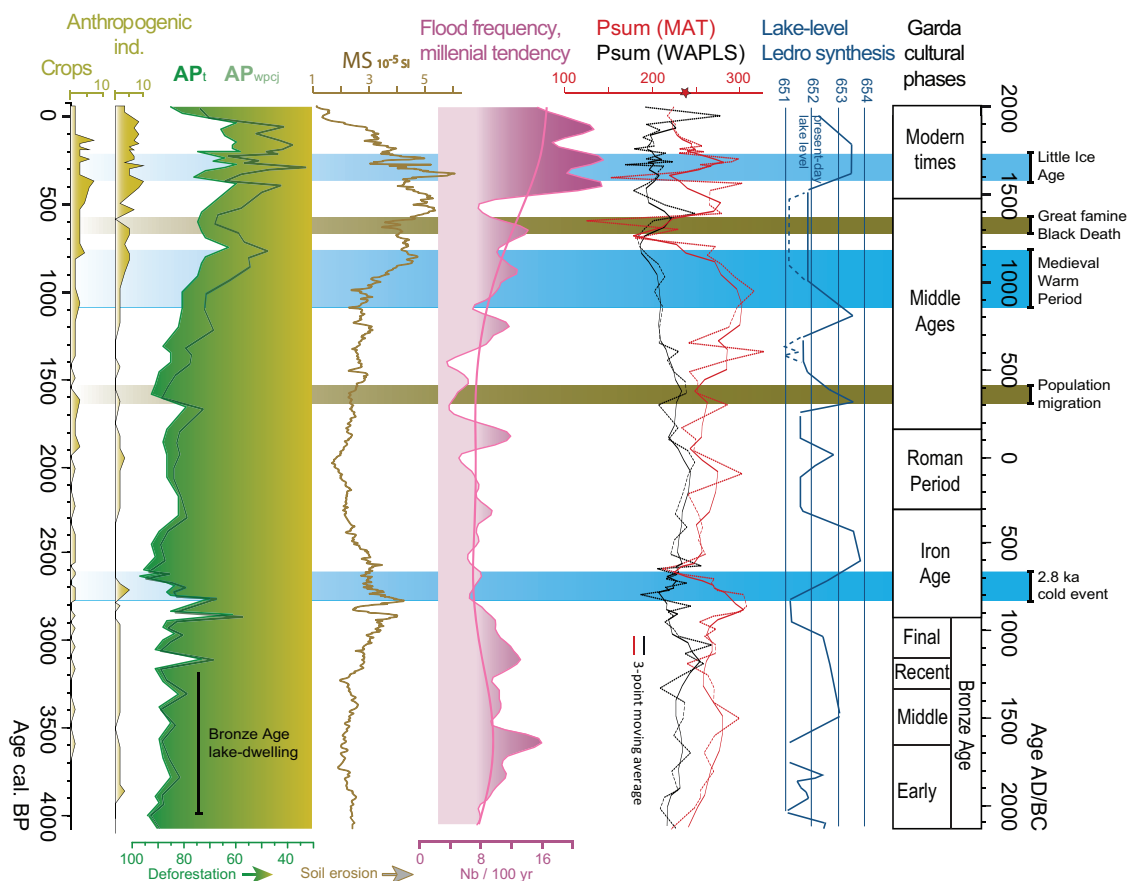 Anthropogenic
ind.
Crops
10
10
APt
APwpcj
MS 10-5 SI
1
3
5
Flood frequency,
millenial tendency
Psum (MAT)
Psum (WAPLS)
100
200
300
Lake-level
Ledro synthesis
651
652
653
654
present-day
lake level
Garda
cultural
phases
0
500
1000
1500
2000
2500
3000
3500
4000
Age cal. BP
Modern
times
Middle
Ages
Roman
Period
Iron
Age
Final
Recent
Middle
Early
Bronze Age
2000
1500
1000
500
0
500
1000
1500
2000
Age AD/BC
Little Ice
Age
Great famine
Black Death
Medieval
Warm
Period
Population
migration
2.8 ka
cold event
3-point moving average
Bronze Age
lake-dwelling
100
80
60
40
Deforestation
Soil erosion
0
8
16
Nb / 100 yr